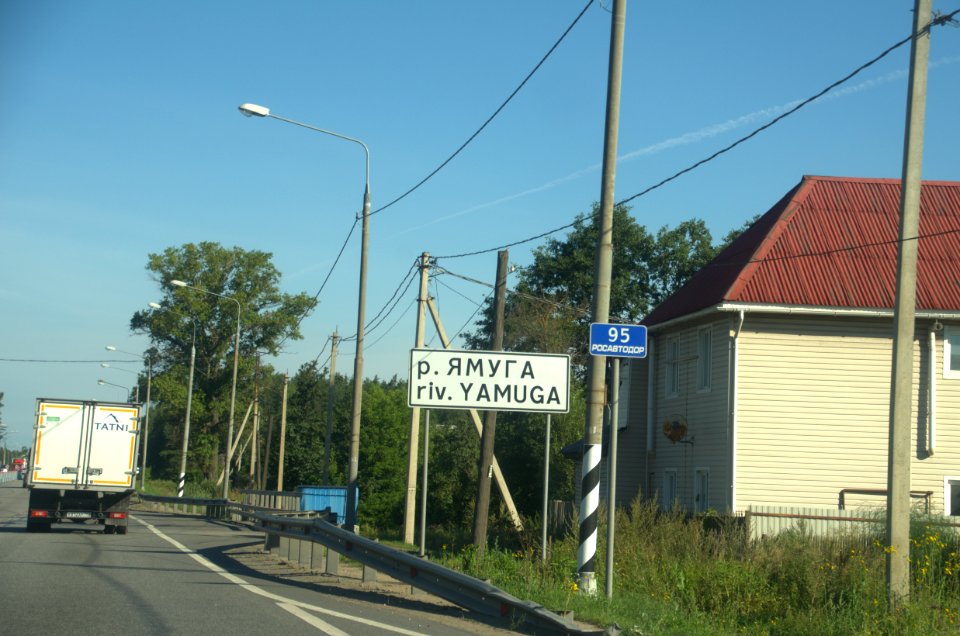 95
РОСАВТОДОР
р. ЯМУГА
riv. YAMUGA
TATNI